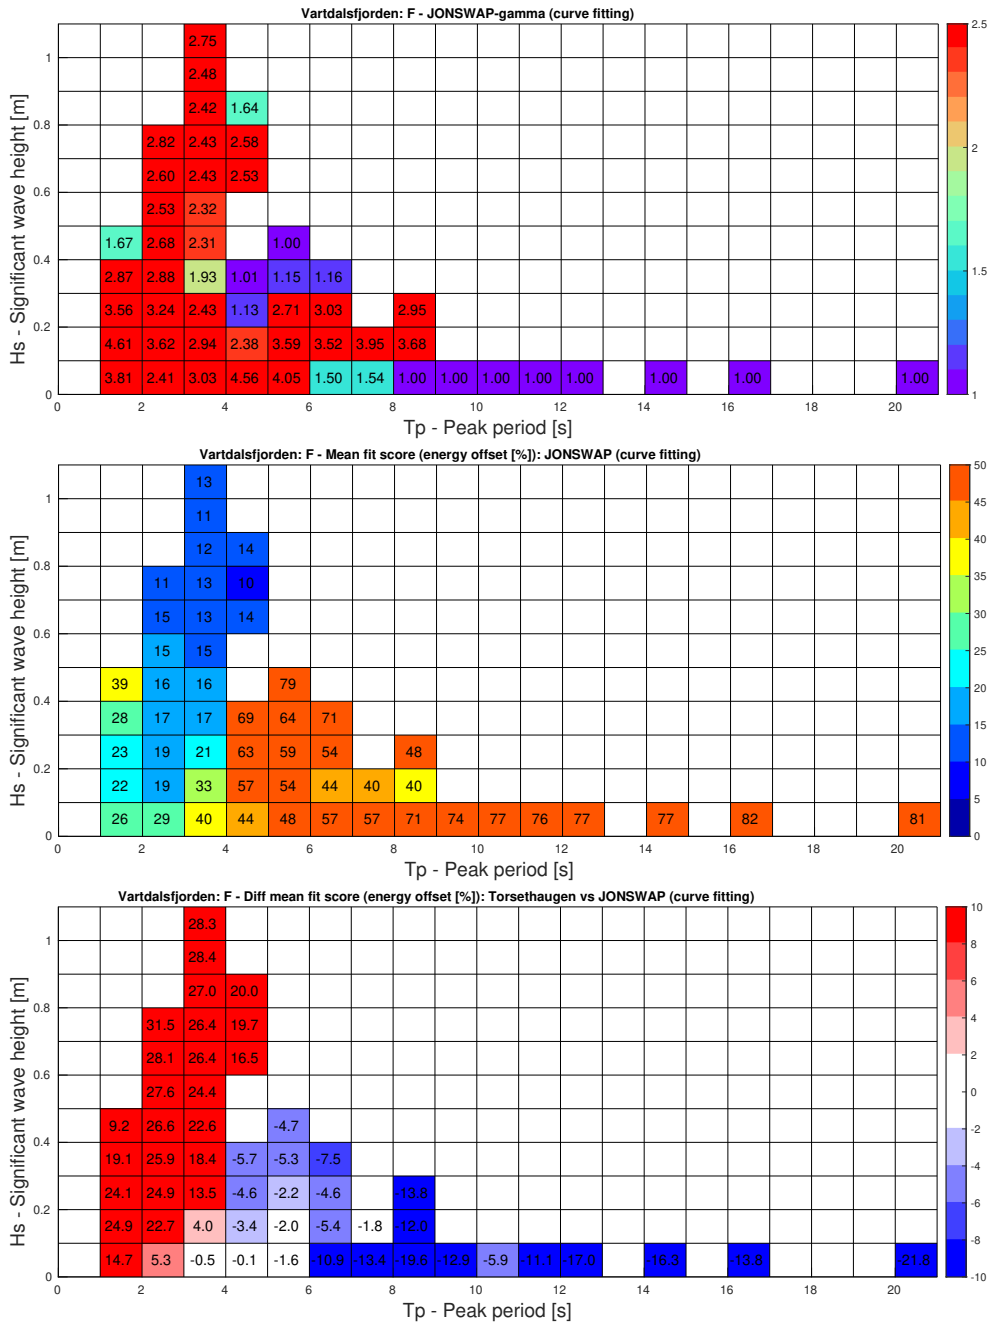 Vartdalsfjorden: F - JONSWAP-gamma (curve fitting)
2.75
1
2.48
2.42 1.64
0.8
2.82 2.43 2.58
2.60 2.43 2.53
0.6
2.53 2.32
1.67 2.68 2.31 1.00
0.4
2.87 2.88 1.93 1.01 1.15 1.16
3.56 3.24 2.43 1.13 2.71 3.03 2.95
0.2
4.61 3.62 2.94 2.38 3.59 3.52 3.95 3.68
3.81 2.41 3.03 4.56 4.05 1.50 1.54 1.00 1.00 1.00 1.00 1.00 1.00 1.00 1.00
0
0 2 4 6 8 10 12 14 16 18 20
Tp - Peak period [s]
Hs - Significant wave height [m]
2.5
2
1.5
1
Vartdalsfjorden: F - Mean fit score (energy offset [%]): JONSWAP (curve fitting)
13
1
11
12 14
0.8
11 13 10
15 13 14
0.6
15 15
39 16 16 79
0.4
28 17 17 69 64 71
23 19 21 63 59 54 48
0.2
22 19 33 57 54 44 40 40
26 29 40 44 48 57 57 71 74 77 76 77 77 82 81
0
0 2 4 6 8 10 12 14 16 18 20
Tp - Peak period [s]
Hs - Significant wave height [m]
50
45
40
35
30
25
20
15
10
5
0
Vartdalsfjorden: F - Diff mean fit score (energy offset [%]): Torsethaugen vs JONSWAP (curve fitting)
28.3
1
28.4
27.0 20.0
0.8
31.5 26.4 19.7
28.1 26.4 16.5
0.6
27.6 24.4
9.2 26.6 22.6 -4.7
0.4
19.1 25.9 18.4 -5.7 -5.3 -7.5
24.1 24.9 13.5 -4.6 -2.2 -4.6 -13.8
0.2
24.9 22.7 4.0 -3.4 -2.0 -5.4 -1.8 -12.0
14.7 5.3 -0.5 -0.1 -1.6 -10.9 -13.4 -19.6 -12.9 -5.9 -11.1 -17.0 -13.8 -21.8
0
0 2 4 6 8 10 12 14 16 18 20
Tp - Peak period [s]
Hs - Significant wave height [m]
10
8
6
4
2
0
-2
-4
-6
-8
-10